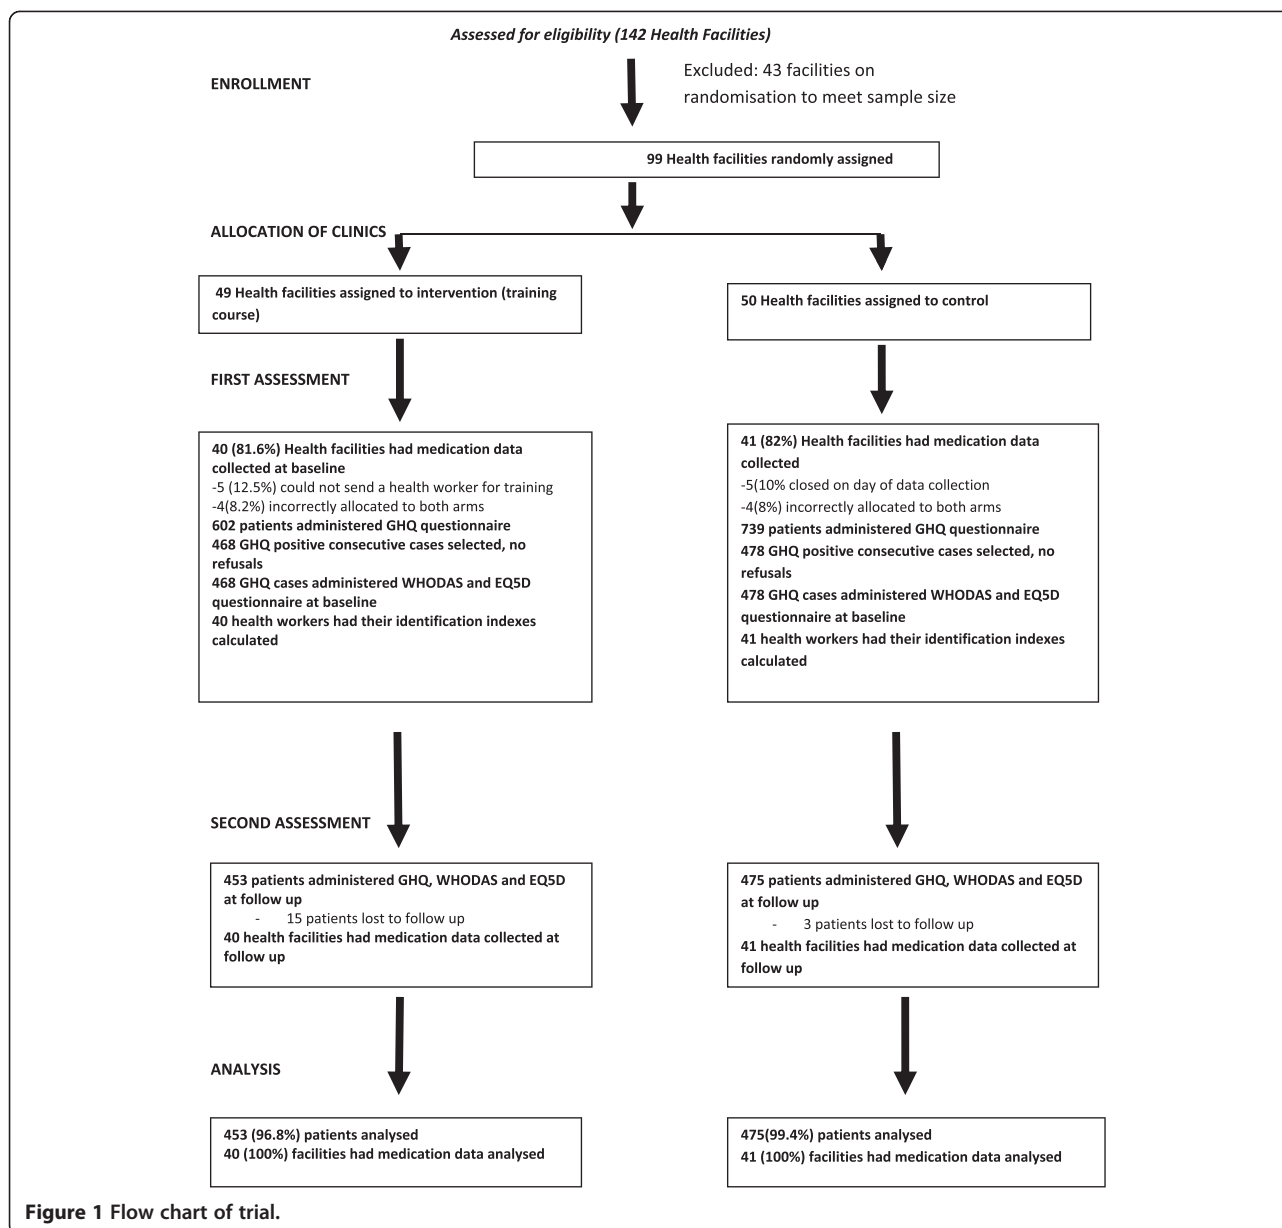 Assessed for eligibility (142 Health Facilities)
ENROLLMENT
Excluded: 43 facilities on
randomisation to meet sample size
99 Health facilities randomly assigned
ALLOCATION OF CLINICS
49 Health facilities assigned to intervention (training
course)
50 Health facilities assigned to control
FIRST ASSESSMENT
40 (81.6%) Health facilities had medication data
collected at baseline
-5 (12.5%) could not send a health worker for training
-4(8.2%) incorrectly allocated to both arms
602 patients administered GHQ questionnaire
468 GHQ positive consecutive cases selected, no
refusals
468 GHQ cases administered WHODAS and EQ5D
questionnaire at baseline
40 health workers had their identification indexes
calculated
41 (82%) Health facilities had medication data
collected
-5(10% closed on day of data collection
-4(8%) incorrectly allocated to both arms
739 patients administered GHQ questionnaire
478 GHQ positive consecutive cases selected, no
refusals
478 GHQ cases administered WHODAS and EQ5D
questionnaire at baseline
41 health workers had their identification indexes
calculated
SECOND ASSESSMENT
453 patients administered GHQ, WHODAS and EQ5D
at follow up
- 15 patients lost to follow up
40 health facilities had medication data collected at
follow up
475 patients administered GHQ, WHODAS and EQ5D
at follow up
- 3 patients lost to follow up
41 health facilities had medication data collected at
follow up
ANALYSIS
453 (96.8%) patients analysed
40 (100%) facilities had medication data analysed
475(99.4%) patients analysed
41 (100%) facilities had medication data analysed
Figure 1 Flow chart of trial.